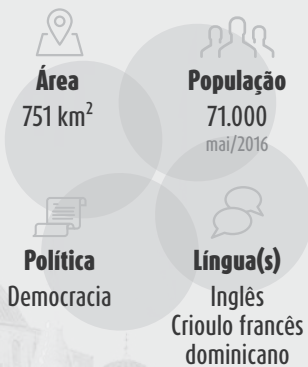 Área
751 km²
População
71.000
mai/2016
Política
Democracia
Língua(s)
Inglês
Crioulo francês
dominicano